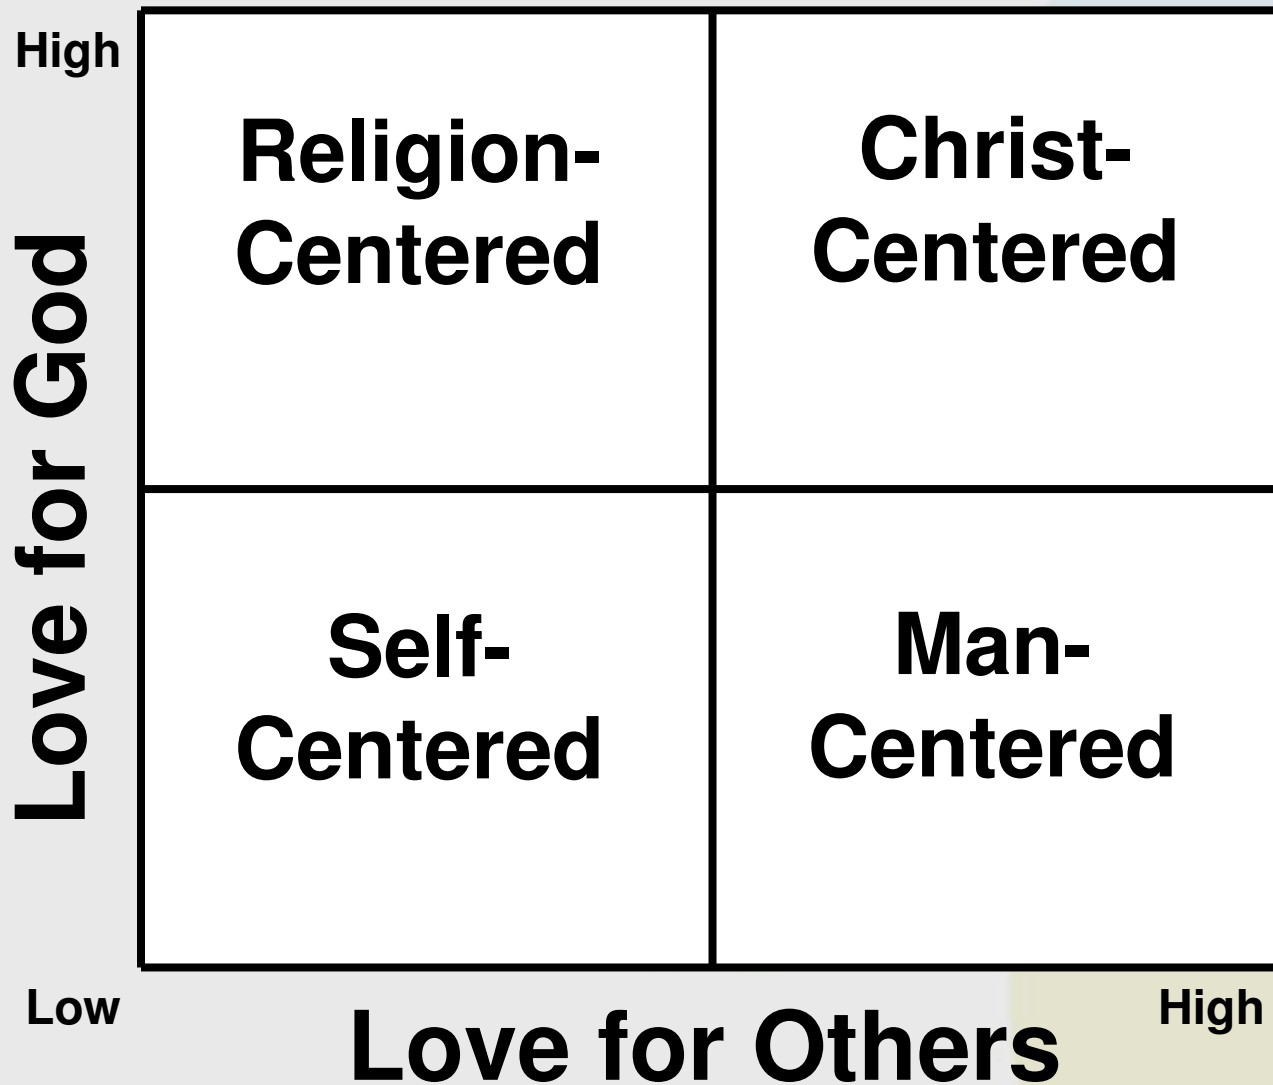 High
Religion-
Centered
Christ-
Centered
Love for God
Self-
Centered
Man-
Centered
Low
Love for Others
High